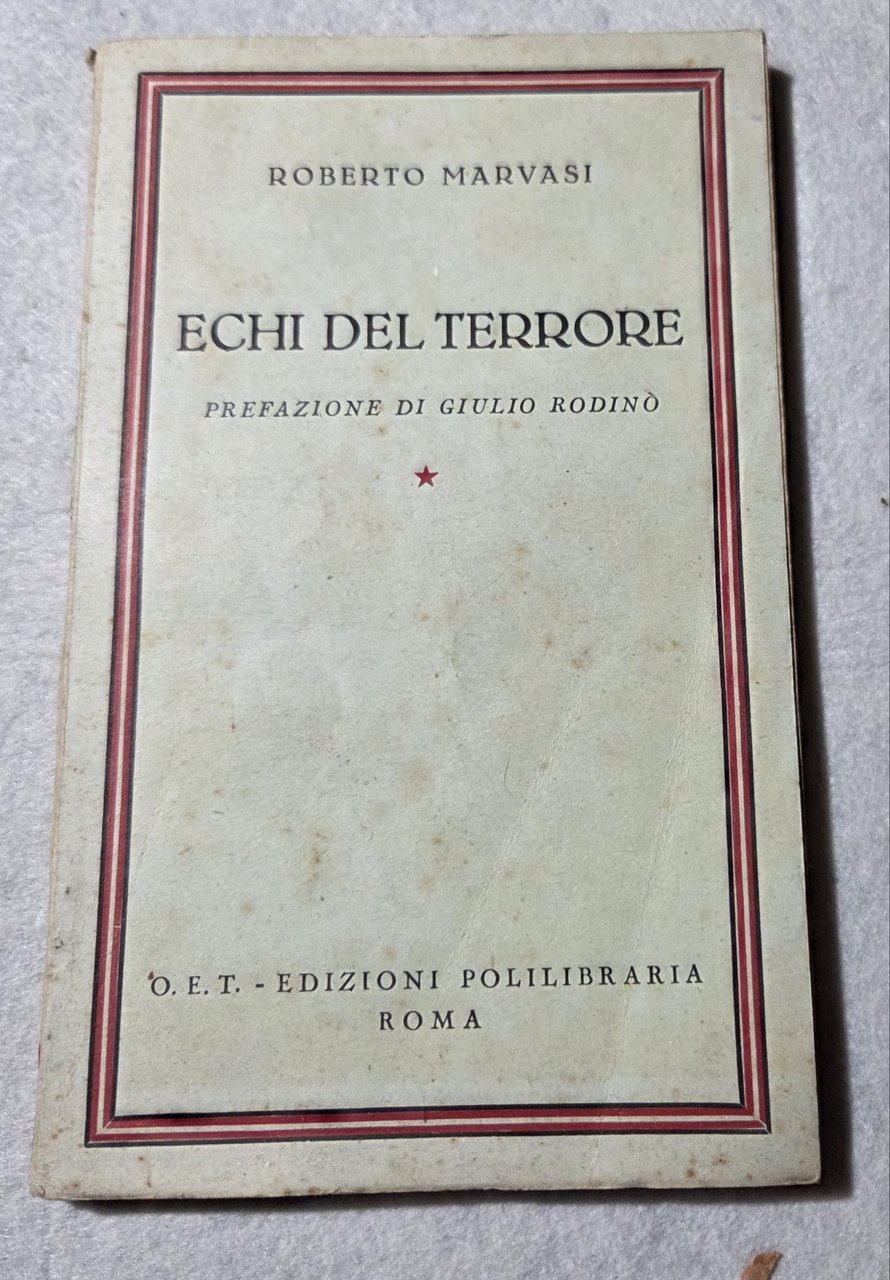 ROBERTO MARVASI
ECHI DEL TERRORE
PREFAZIONE DI GIULIO RODINÒ
O. E. T. - EDIZIONI POLILIBRARIA
ROMA